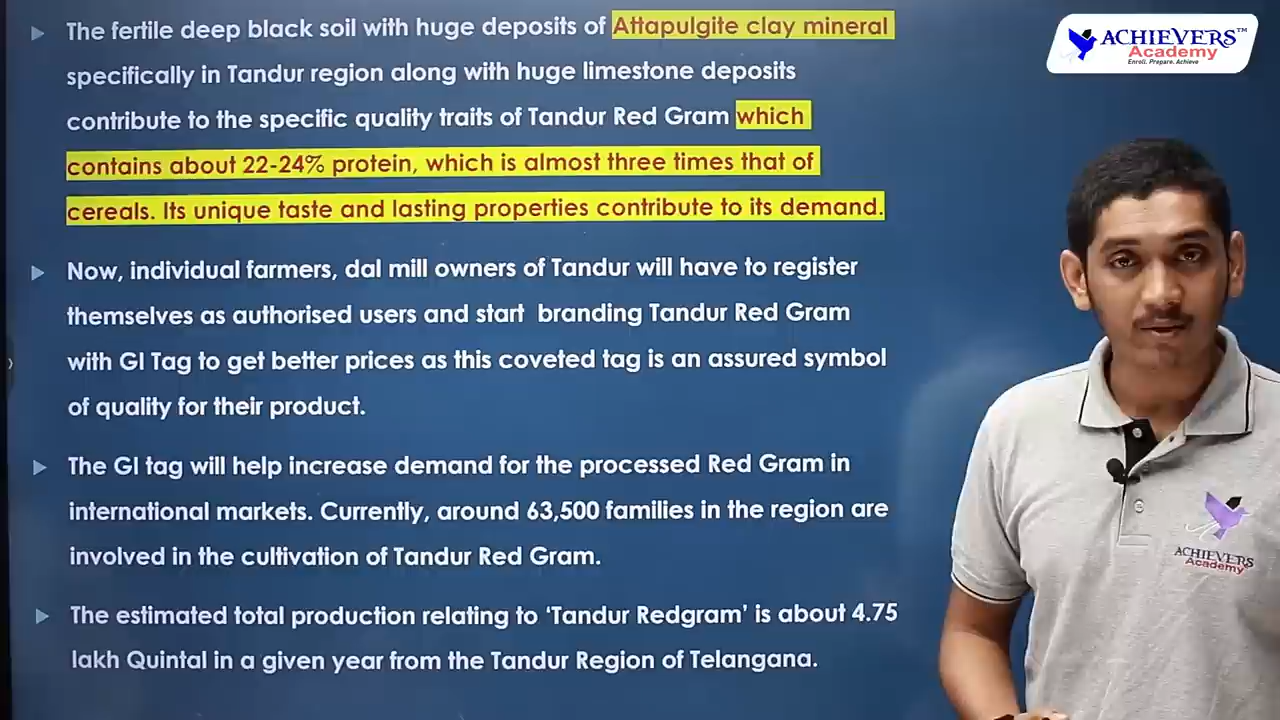 The fertile deep black soil with huge deposits of Attapulgite clay mineral
specifically in Tandur region along with huge limestone deposits
contribute to the specific quality traits of Tandur Red Gram which
contains about 22-24% protein, which is almost three times that of
cereals. Its unique taste and lasting properties contribute to its demand.
Now, individual farmers, dal mill owners of Tandur will have to register
themselves as authorised users and start branding Tandur Red Gram
with GI Tag to get better prices as this coveted tag is an assured symbol
of quality for their product.
The GI tag will help increase demand for the processed Red Gram in
international markets. Currently, around 63,500 families in the region are
involved in the cultivation of Tandur Red Gram.
The estimated total production relating to ‘Tandur Redgram’ is about 4.75
lakh Quintal in a given year from the Tandur Region of Telangana.
ACHIEVERS™
Academy
Enroll. Prepare. Achieve
ACHIEVERS
Academy